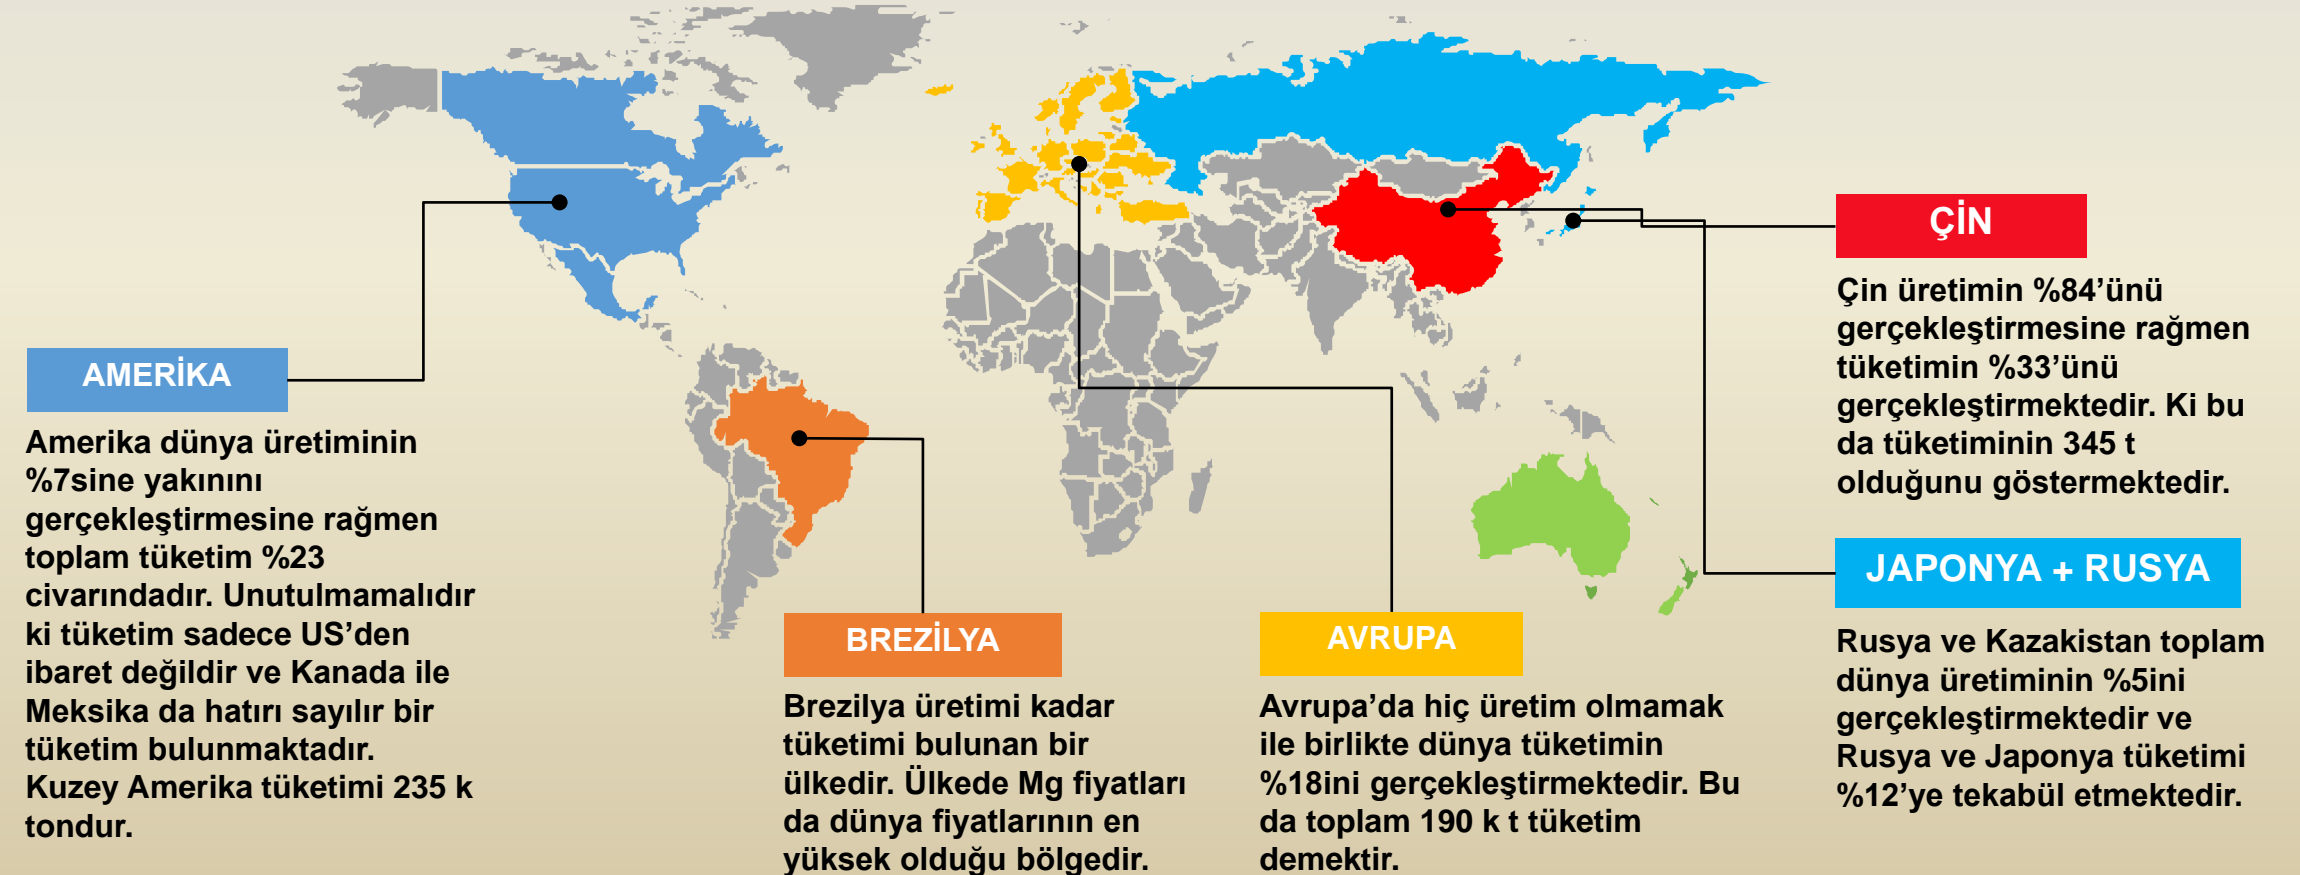 AMERİKA
Amerika dünya üretiminin
%7sine yakınını
gerçekleştirmesine rağmen
toplam tüketim %23
civarındadır. Unutulmamalıdır
ki tüketim sadece US’den
ibaret değildir ve Kanada ile
Meksika da hatırı sayılır bir
tüketim bulunmaktadır.
Kuzey Amerika tüketimi 235 k
tondur.
BREZİLYA
Brezilya üretimi kadar
tüketimi bulunan bir
ülkedir. Ülkede Mg fiyatları
da dünya fiyatlarının en
yüksek olduğu bölgedir.
AVRUPA
Avrupa’da hiç üretim olmamak
ile birlikte dünya tüketimin
%18ini gerçekleştirmektedir. Bu
da toplam 190 k t tüketim
demektir.
ÇİN
Çin üretimin %84’ünü
gerçekleştirmesine rağmen
tüketimin %33’ünü
gerçekleştirmektedir. Ki bu
da tüketiminin 345 t
olduğunu göstermektedir.
JAPONYA + RUSYA
Rusya ve Kazakistan toplam
dünya üretiminin %5ini
gerçekleştirmektedir ve
Rusya ve Japonya tüketimi
%12’ye tekabül etmektedir.